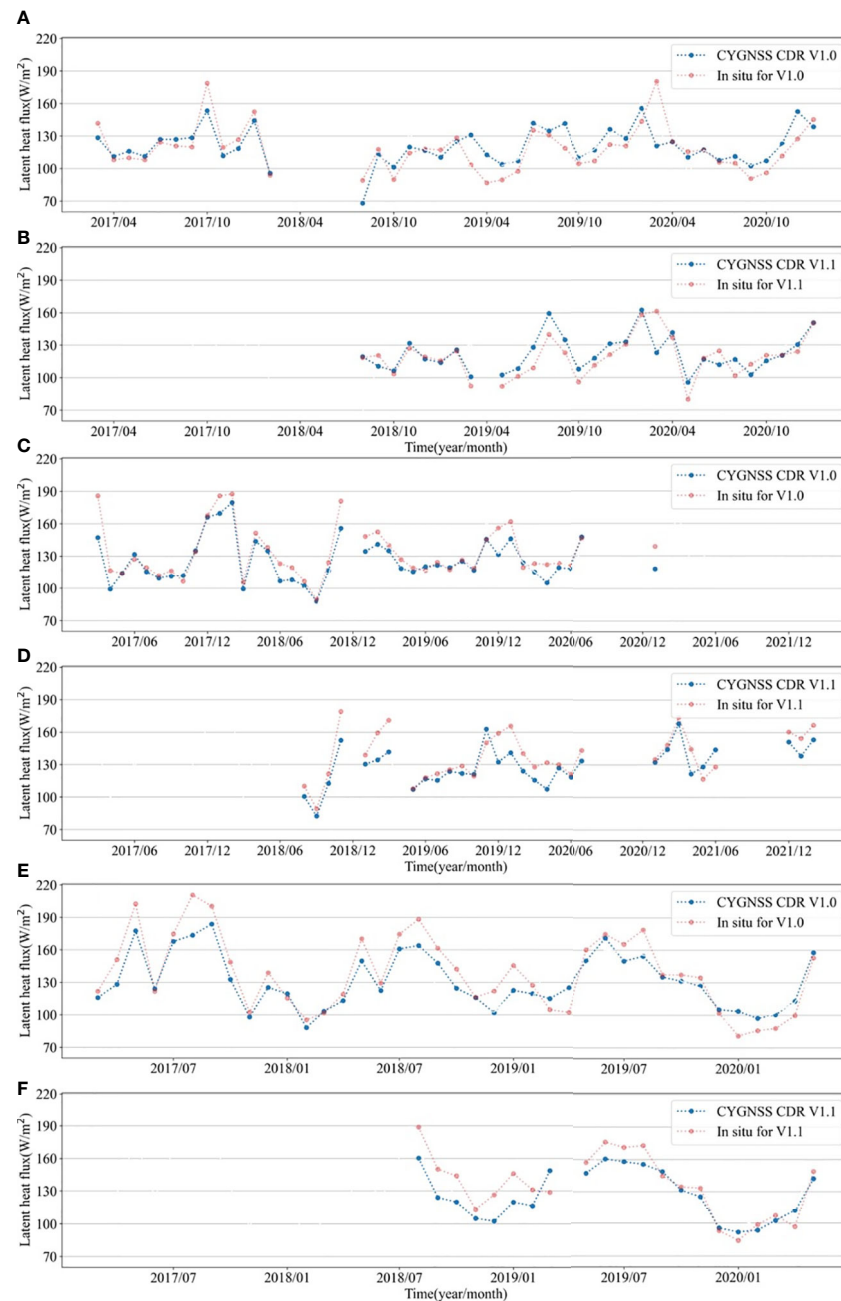 A
220
190
160
130
100
70
Latent heat flux(W/m²)
CYGNSS CDR V1.0
In situ for V1.0
2017/04 2017/10 2018/04 2018/10 2019/04 2019/10 2020/04 2020/10
B
220
190
160
130
100
70
Latent heat flux(W/m²)
CYGNSS CDR V1.1
In situ for V1.1
2017/04 2017/10 2018/04 2018/10 2019/04 2019/10 2020/04 2020/10
Time(year/month)
C
220
190
160
130
100
70
Latent heat flux(W/m²)
CYGNSS CDR V1.0
In situ for V1.0
2017/06 2017/12 2018/06 2018/12 2019/06 2019/12 2020/06 2020/12 2021/06 2021/12
D
220
190
160
130
100
70
Latent heat flux(W/m²)
CYGNSS CDR V1.1
In situ for V1.1
2017/06 2017/12 2018/06 2018/12 2019/06 2019/12 2020/06 2020/12 2021/06 2021/12
Time(year/month)
E
220
190
160
130
100
70
Latent heat flux(W/m²)
CYGNSS CDR V1.0
In situ for V1.0
2017/07 2018/01 2018/07 2019/01 2019/07 2020/01
F
220
190
160
130
100
70
Latent heat flux(W/m²)
CYGNSS CDR V1.1
In situ for V1.1
2017/07 2018/01 2018/07 2019/01 2019/07 2020/01
Time(year/month)